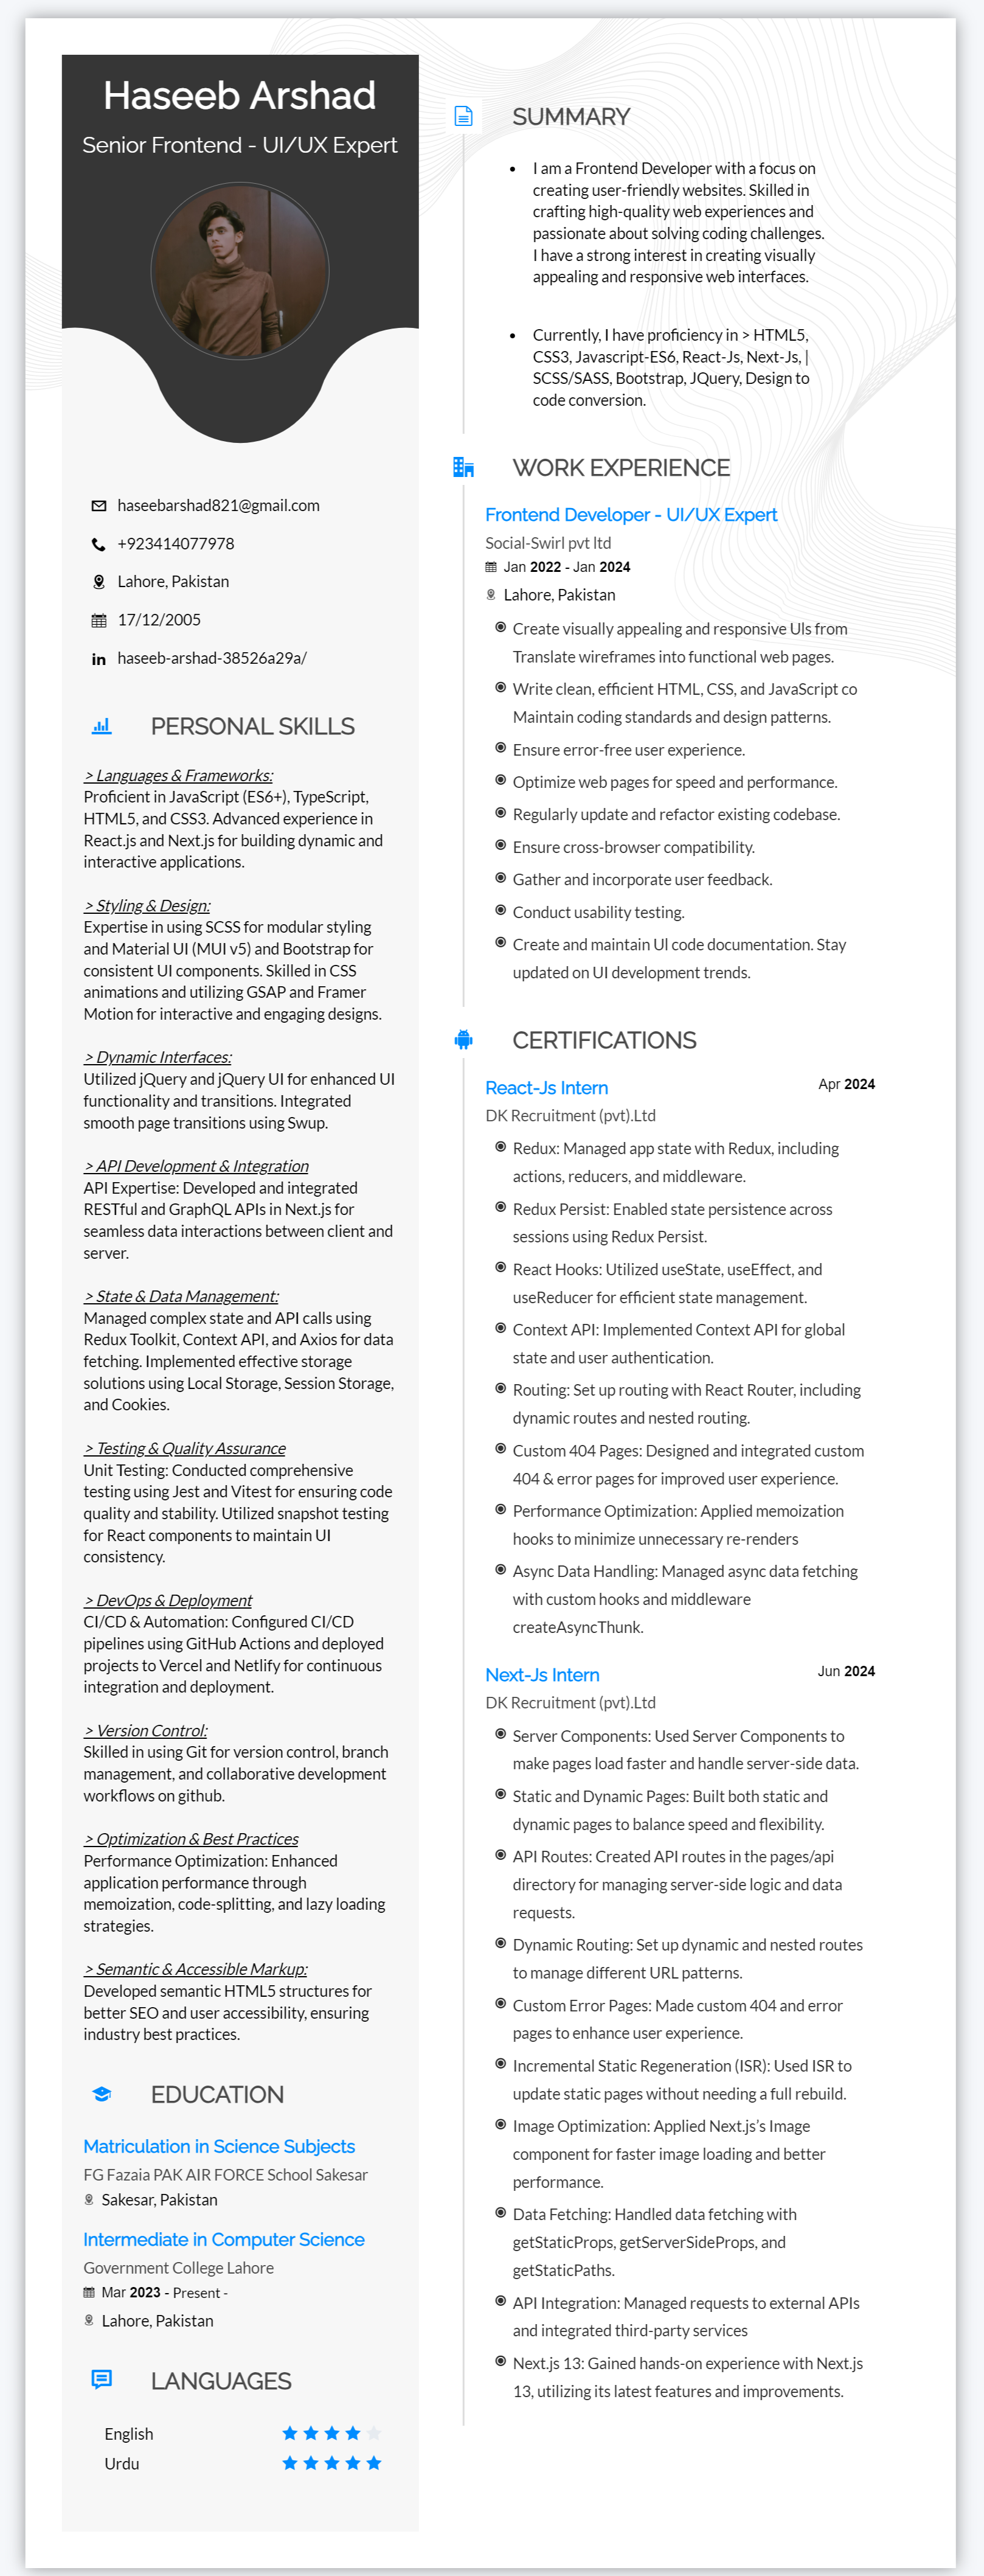 Haseeb Arshad
Senior Frontend - UI/UX Expert
haseebarshad821@gmail.com
+923414077978
Lahore, Pakistan
17/12/2005
haseeb-arshad-38526a29a/
PERSONAL SKILLS
> Languages & Frameworks:
Proficient in JavaScript (ES6+), TypeScript,
HTML5, and CSS3. Advanced experience in
React.js and Next.js for building dynamic and
interactive applications.
> Styling & Design:
Expertise in using SCSS for modular styling
and Material UI (MUI v5) and Bootstrap for
consistent UI components. Skilled in CSS
animations and utilizing GSAP and Framer
Motion for interactive and engaging designs.
> Dynamic Interfaces:
Utilized jQuery and jQuery UI for enhanced UI
functionality and transitions. Integrated
smooth page transitions using Swup.
> API Development & Integration
API Expertise: Developed and integrated
RESTful and GraphQL APIs in Next.js for
seamless data interactions between client and
server.
> State & Data Management:
Managed complex state and API calls using
Redux Toolkit, Context API, and Axios for data
fetching. Implemented effective storage
solutions using Local Storage, Session Storage,
and Cookies.
> Testing & Quality Assurance
Unit Testing: Conducted comprehensive
testing using Jest and Vitest for ensuring code
quality and stability. Utilized snapshot testing
for React components to maintain UI
consistency.
> DevOps & Deployment
CI/CD & Automation: Configured CI/CD
pipelines using GitHub Actions and deployed
projects to Vercel and Netlify for continuous
integration and deployment.
> Version Control:
Skilled in using Git for version control, branch
management, and collaborative development
workflows on github.
> Optimization & Best Practices
Performance Optimization: Enhanced
application performance through
memoization, code-splitting, and lazy loading
strategies.
> Semantic & Accessible Markup:
Developed semantic HTML5 structures for
better SEO and user accessibility, ensuring
industry best practices.
EDUCATION
Matriculation in Science Subjects
FG Fazaia PAK AIR FORCE School Sakesar
Sakesar, Pakistan
Intermediate in Computer Science
Government College Lahore
Mar 2023 - Present -
Lahore, Pakistan
LANGUAGES
English
Urdu
SUMMARY
• I am a Frontend Developer with a focus on
creating user-friendly websites. Skilled in
crafting high-quality web experiences and
passionate about solving coding challenges.
I have a strong interest in creating visually
appealing and responsive web interfaces.
• Currently, I have proficiency in > HTML5,
CSS3, Javascript-ES6, React-Js, Next-Js, |
SCSS/SASS, Bootstrap, JQuery, Design to
code conversion.
WORK EXPERIENCE
Frontend Developer - UI/UX Expert
Social-Swirl pvt ltd
Jan 2022 - Jan 2024
Lahore, Pakistan
Create visually appealing and responsive UIs from
Translate wireframes into functional web pages.
Write clean, efficient HTML, CSS, and JavaScript co
Maintain coding standards and design patterns.
Ensure error-free user experience.
Optimize web pages for speed and performance.
Regularly update and refactor existing codebase.
Ensure cross-browser compatibility.
Gather and incorporate user feedback.
Conduct usability testing.
Create and maintain UI code documentation. Stay
updated on UI development trends.
CERTIFICATIONS
React-Js Intern Apr 2024
DK Recruitment (pvt).Ltd
Redux: Managed app state with Redux, including
actions, reducers, and middleware.
Redux Persist: Enabled state persistence across
sessions using Redux Persist.
React Hooks: Utilized useState, useEffect, and
useReducer for efficient state management.
Context API: Implemented Context API for global
state and user authentication.
Routing: Set up routing with React Router, including
dynamic routes and nested routing.
Custom 404 Pages: Designed and integrated custom
404 & error pages for improved user experience.
Performance Optimization: Applied memoization
hooks to minimize unnecessary re-renders
Async Data Handling: Managed async data fetching
with custom hooks and middleware
createAsyncThunk.
Next-Js Intern Jun 2024
DK Recruitment (pvt).Ltd
Server Components: Used Server Components to
make pages load faster and handle server-side data.
Static and Dynamic Pages: Built both static and
dynamic pages to balance speed and flexibility.
API Routes: Created API routes in the pages/api
directory for managing server-side logic and data
requests.
Dynamic Routing: Set up dynamic and nested routes
to manage different URL patterns.
Custom Error Pages: Made custom 404 and error
pages to enhance user experience.
Incremental Static Regeneration (ISR): Used ISR to
update static pages without needing a full rebuild.
Image Optimization: Applied Next.js’s Image
component for faster image loading and better
performance.
Data Fetching: Handled data fetching with
getStaticProps, getServerSideProps, and
getStaticPaths.
API Integration: Managed requests to external APIs
and integrated third-party services
Next.js 13: Gained hands-on experience with Next.js
13, utilizing its latest features and improvements.